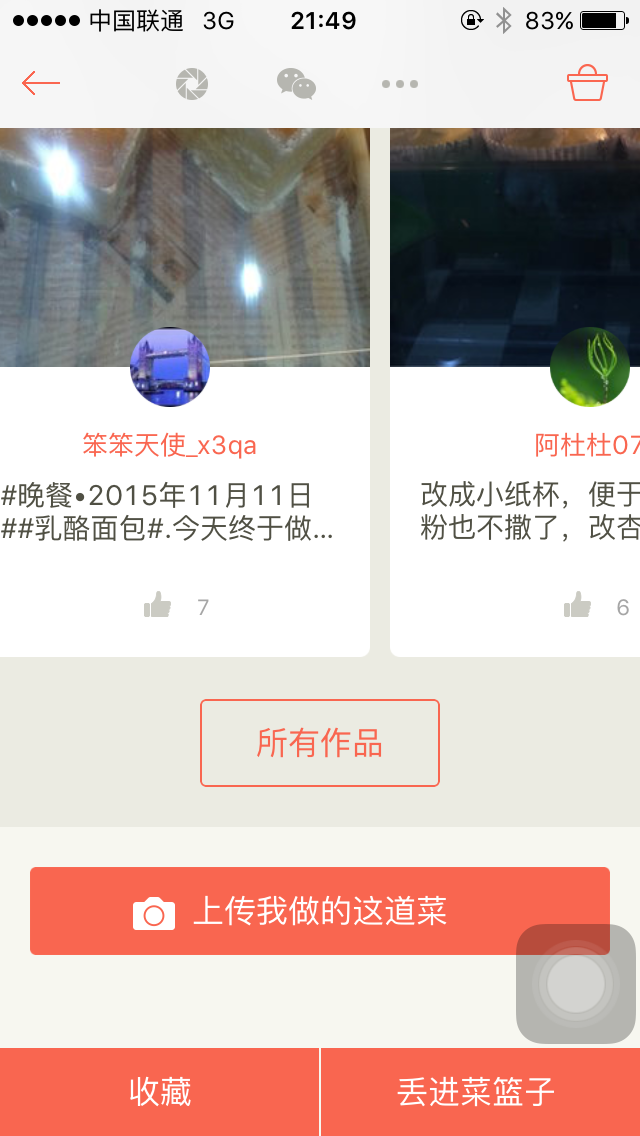 中国联通 3G 21:49 83%
笨笨天使_x3qa
#晚餐•2015年11月11日
##乳酪面包#.今天终于做...
7
阿杜杜07
改成小纸杯，便于
粉也不撒了，改杏
6
所有作品
上传我做的这道菜
收藏
丢进菜篮子